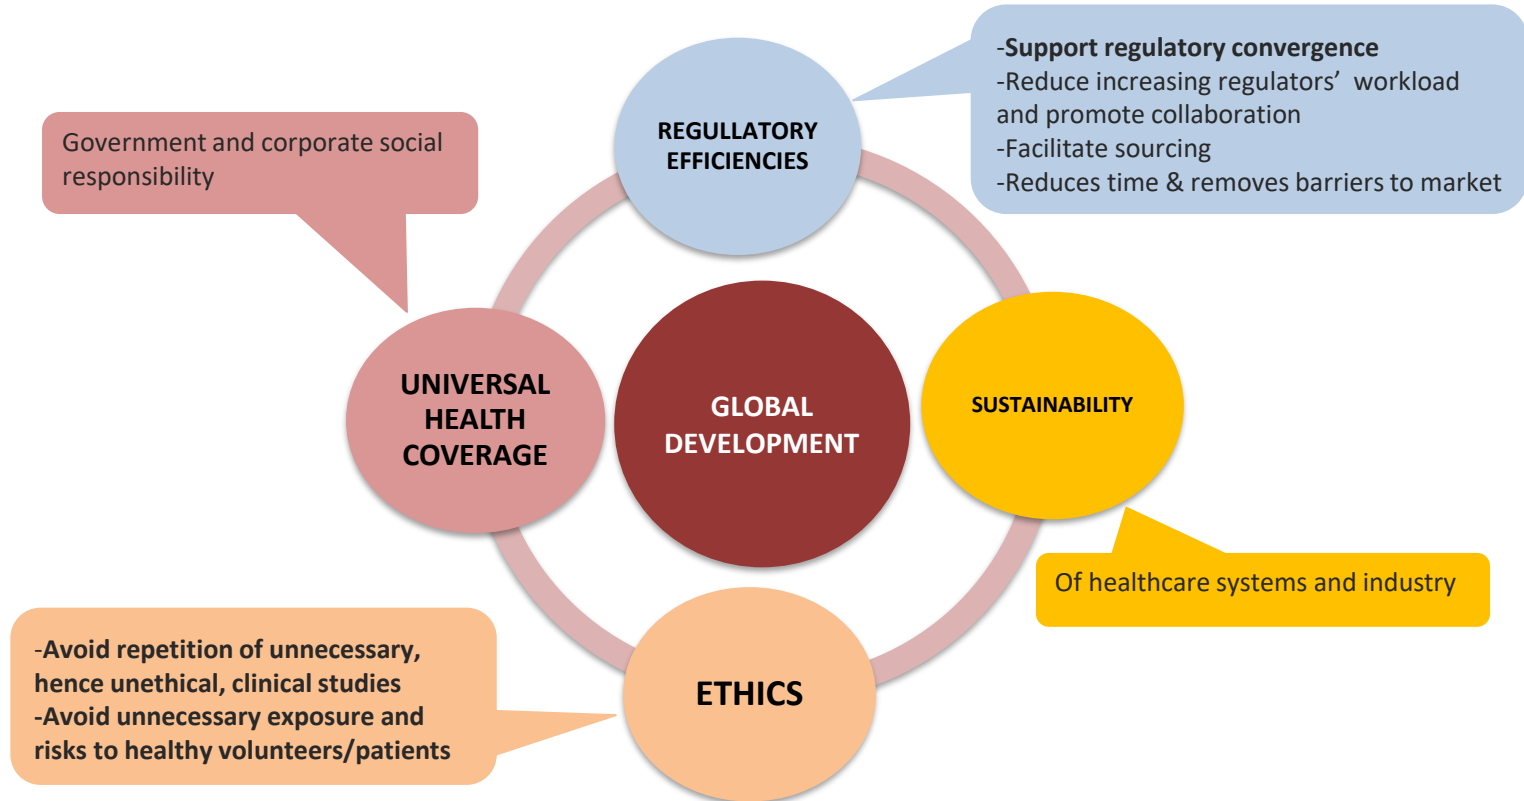 -Support regulatory convergence
-Reduce increasing regulators’ workload
and promote collaboration
-Facilitate sourcing
-Reduces time & removes barriers to market
REGULLATORY
EFFICIENCIES
Government and corporate social
responsibility
UNIVERSAL
HEALTH
COVERAGE
GLOBAL
DEVELOPMENT
SUSTAINABILITY
Of healthcare systems and industry
-Avoid repetition of unnecessary,
hence unethical, clinical studies
-Avoid unnecessary exposure and
risks to healthy volunteers/patients
ETHICS